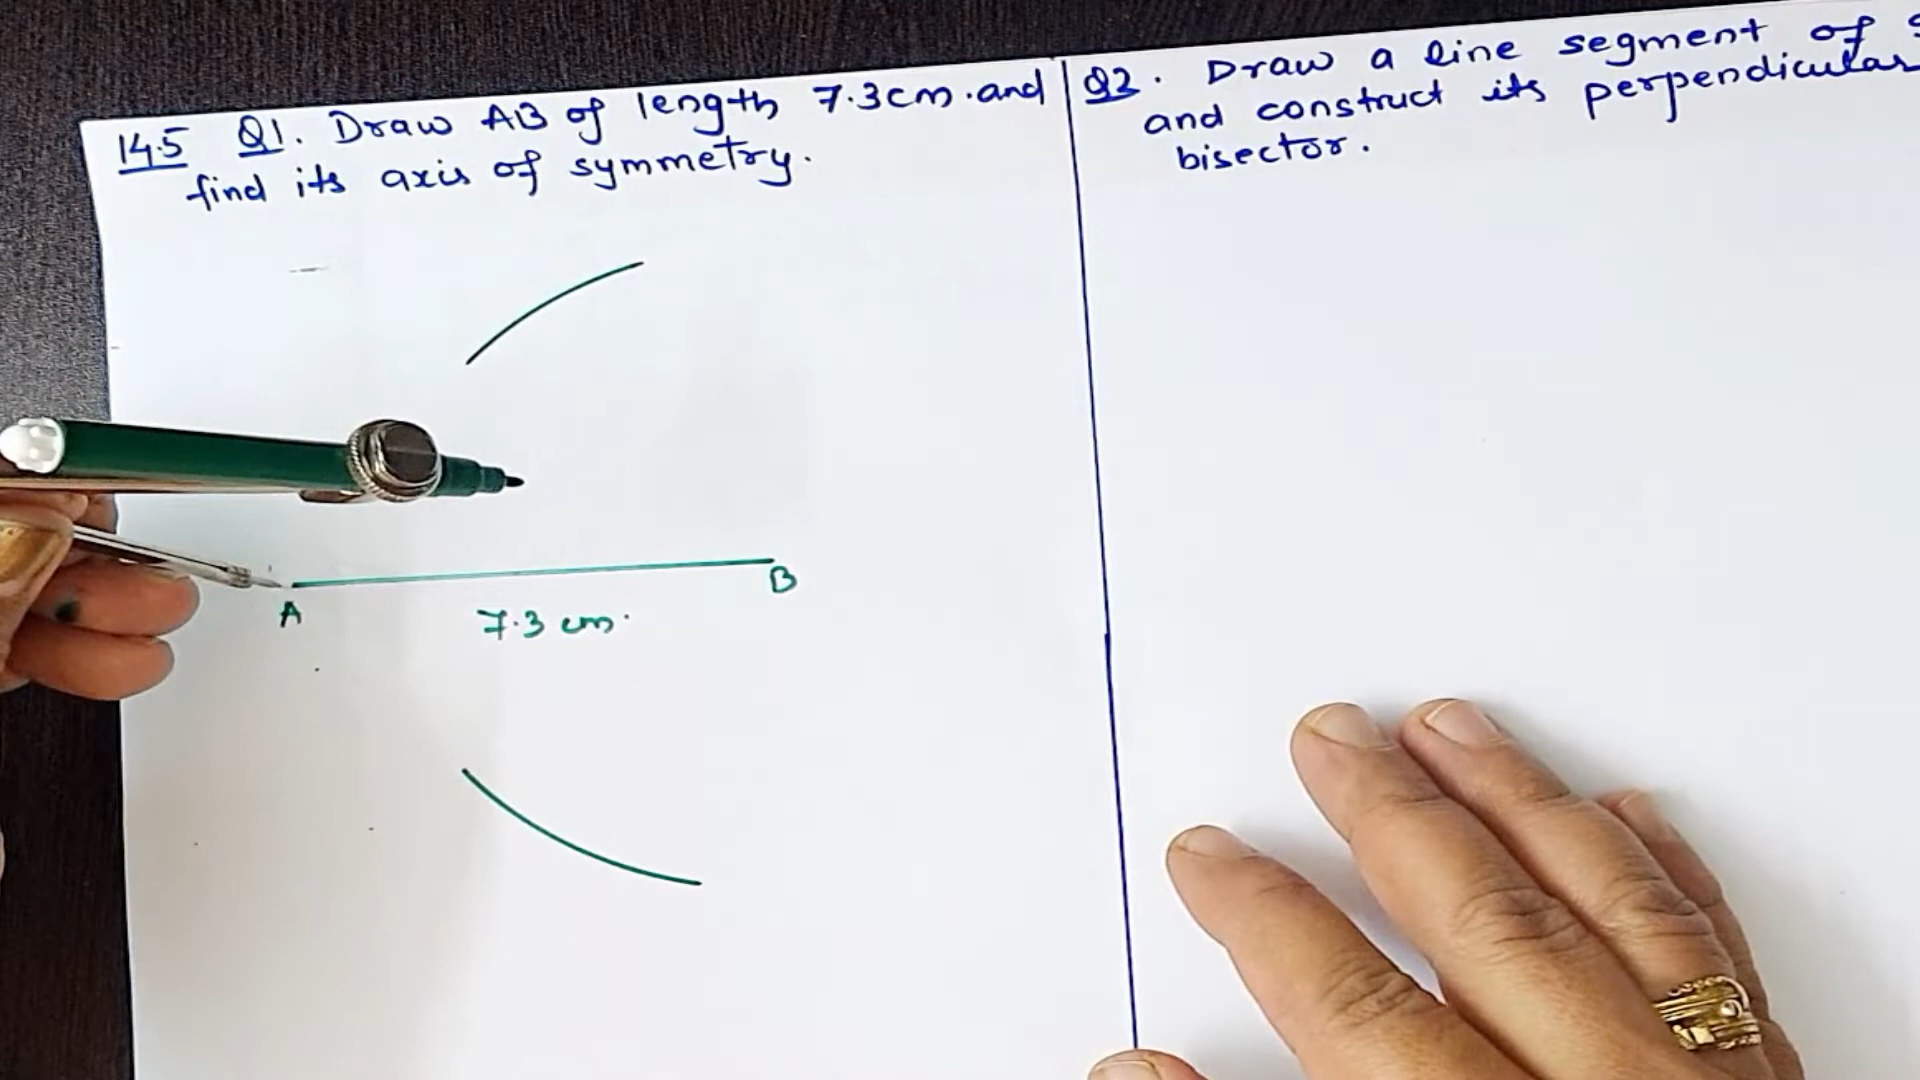 14.5 Q1. Draw AB of length 7.3cm. and
find its axis of symmetry.
Q2. Draw a line segment of
and construct its perpendicular
bisector.
A
B
7.3 cm.